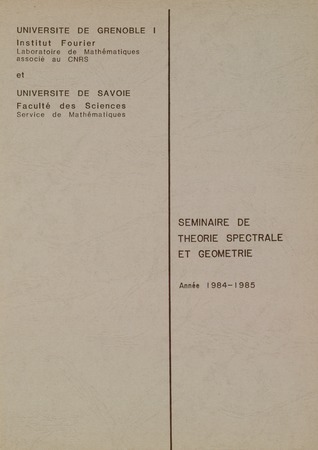 UNIVERSITE DE GRENOBLE I
Institut Fourier
Laboratoire de Mathématiques
associé au CNRS
et
UNIVERSITE DE SAVOIE
Faculté des Sciences
Service de Mathématiques
SEMINAIRE DE
THEORIE SPECTRALE
ET GEOMETRIE
Année 1984-1985